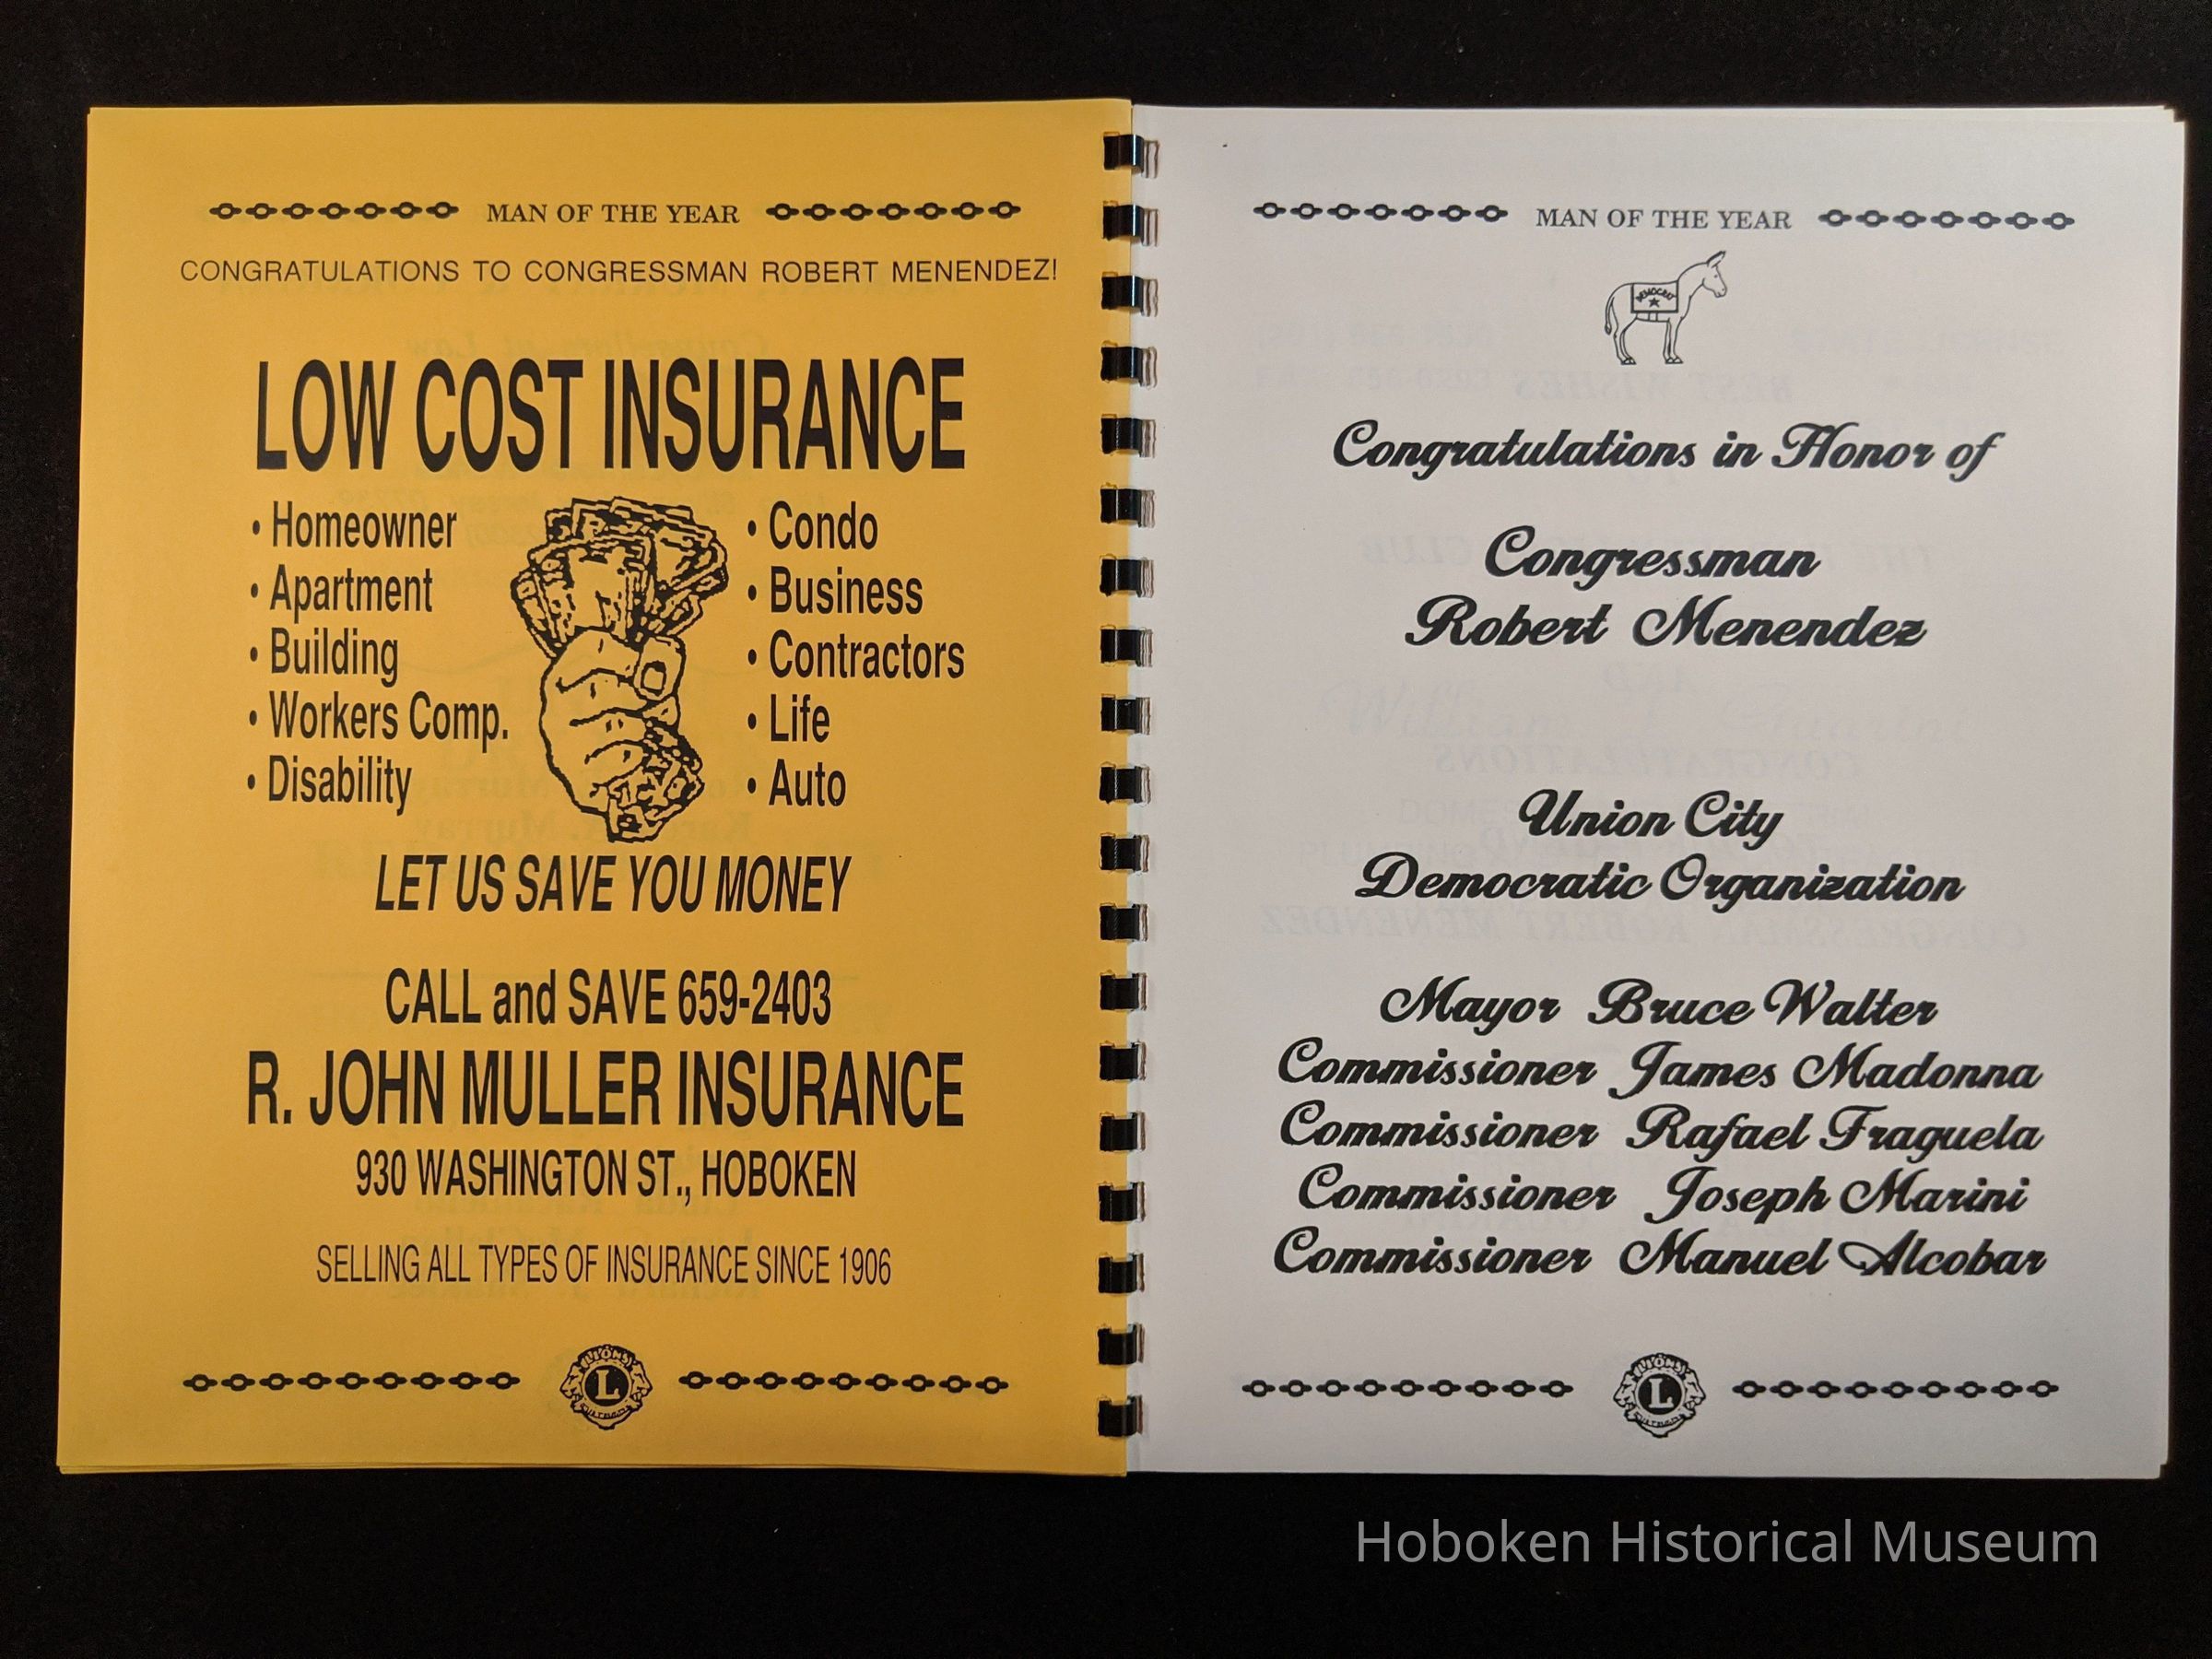 MAN OF THE YEAR
CONGRATULATIONS TO CONGRESSMAN ROBERT MENENDEZ!
LOW COST INSURANCE
• Homeowner
• Apartment
• Building
• Workers Comp.
• Disability
• Condo
• Business
• Contractors
• Life
• Auto
LET US SAVE YOU MONEY
CALL and SAVE 659-2403
R. JOHN MULLER INSURANCE
930 WASHINGTON ST., HOBOKEN
SELLING ALL TYPES OF INSURANCE SINCE 1906
LIONS
L
MAN OF THE YEAR
DEMOCRAT
Congratulations in Honor of
Congressman
Robert Menendez
Union City
Democratic Organization
Mayor Bruce Walter
Commissioner James Madonna
Commissioner Rafael Fraguela
Commissioner Joseph Marini
Commissioner Manuel Alcobar
LIONS
L
Hoboken Historical Museum